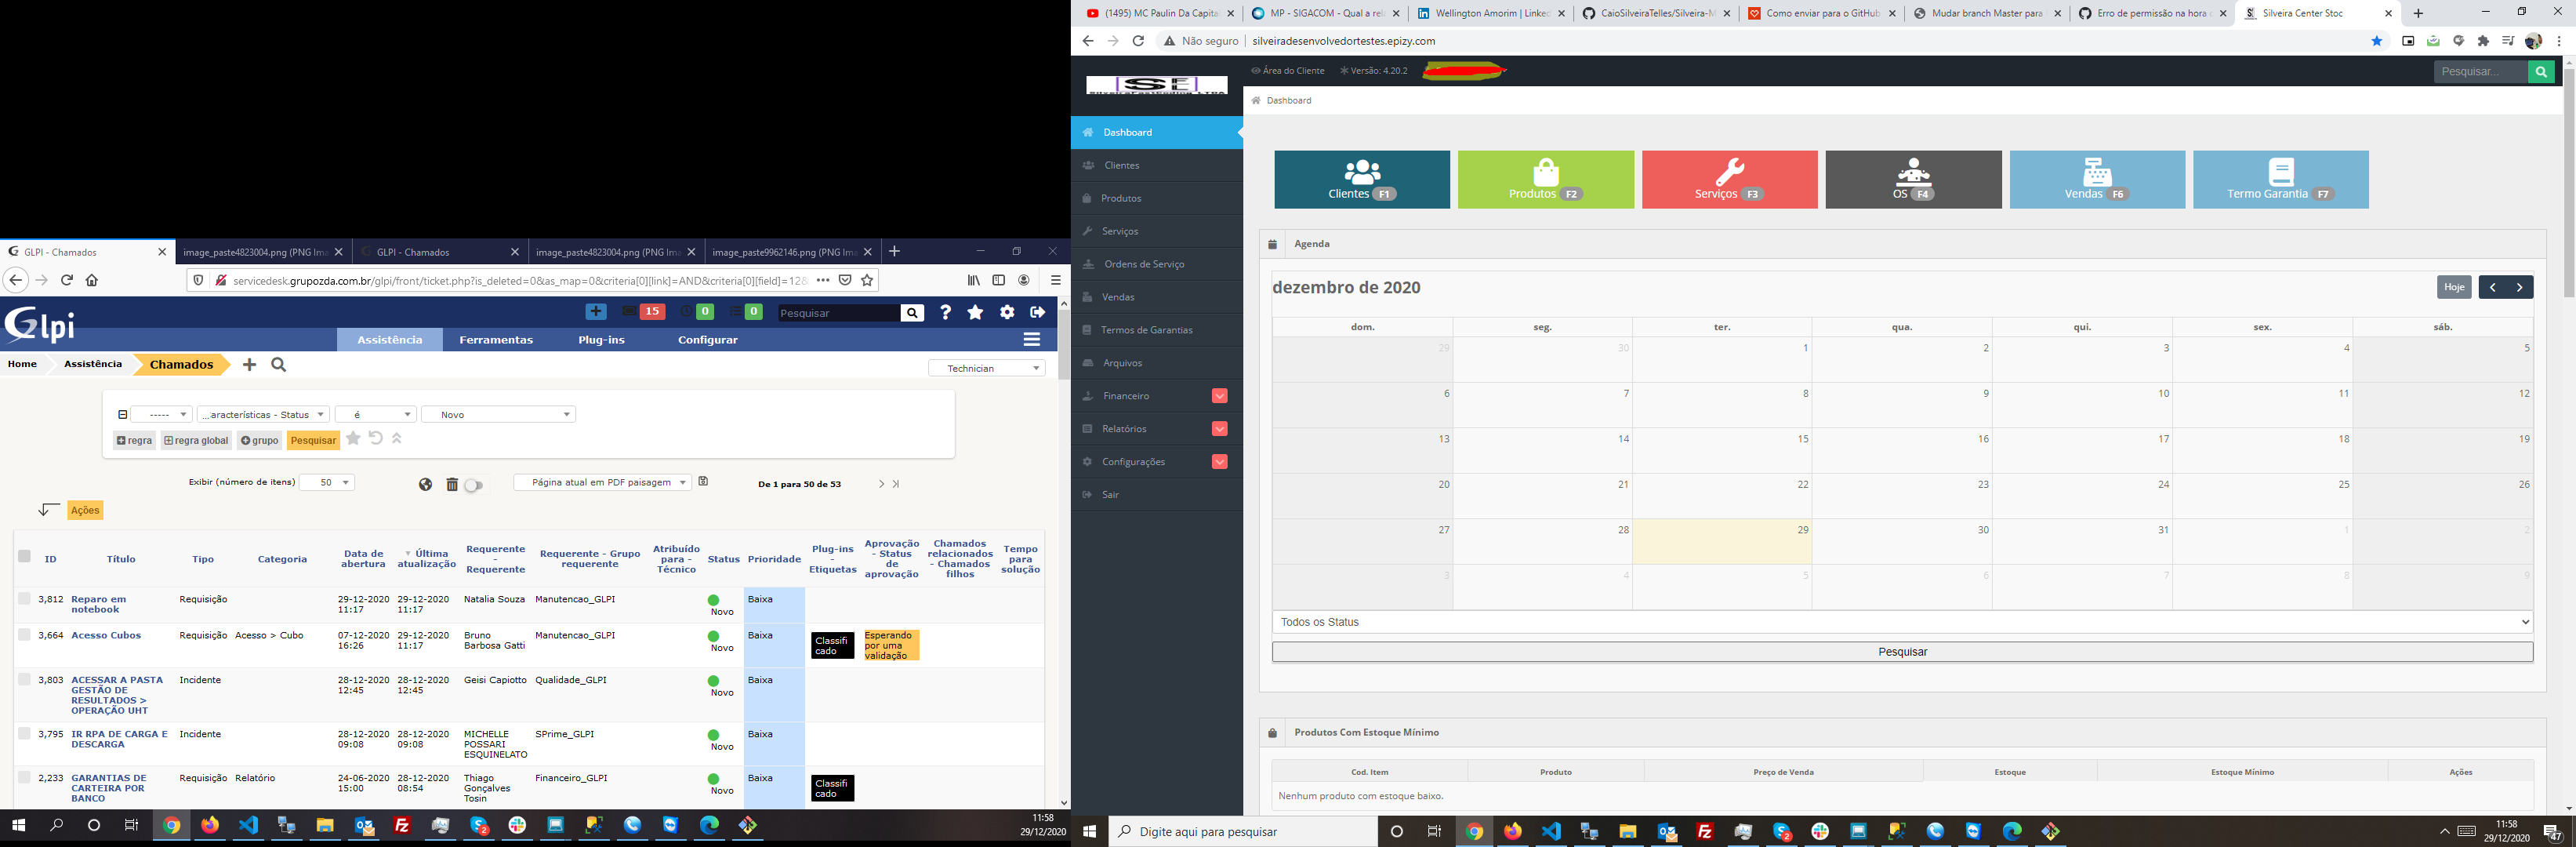 GLPI - Chamados
image_paste4823004.png (PNG Ima
GLPI - Chamados
image_paste4823004.png (PNG Ima
image_paste9962146.png (PNG Ima
servicedesk.grupozda.com.br/glpi/front/ticket.php?is_deleted=0&as_map=0&criteria[0][link]=AND&criteria[0][field]=12&
Glpi
15
0
0
Pesquisar
Assistência Ferramentas Plug-ins Configurar
Home Assistência Chamados
Technician
----- ...aracterísticas - Status é Novo
regra regra global grupo Pesquisar
Exibir (número de itens) 50 Página atual em PDF paisagem De 1 para 50 de 53
Ações
ID Título Tipo Categoria Data de abertura Última atualização Requerente - Requerente Requerente - Grupo requerente Atribuído para - Técnico Status Prioridade Plug-ins - Etiquetas Aprovação - Status de aprovação Chamados relacionados - Chamados filhos Tempo para solução
3,812 Reparo em notebook Requisição 29-12-2020 11:17 29-12-2020 11:17 Natalia Souza Manutencao_GLPI Novo Baixa
3,664 Acesso Cubos Requisição Acesso > Cubo 07-12-2020 16:26 29-12-2020 11:17 Bruno Barbosa Gatti Manutencao_GLPI Novo Baixa Classificado Esperando por uma validação
3,803 ACESSAR A PASTA GESTÃO DE RESULTADOS > OPERAÇÃO UHT Incidente 28-12-2020 12:45 28-12-2020 12:45 Geisi Capiotto Qualidade_GLPI Novo Baixa
3,795 IR RPA DE CARGA E DESCARGA Incidente 28-12-2020 09:08 28-12-2020 09:08 MICHELLE POSSARI ESQUINELATO SPrime_GLPI Novo Baixa
2,233 GARANTIAS DE CARTEIRA POR BANCO Requisição Relatório 24-06-2020 15:00 28-12-2020 08:54 Thiago Gonçalves Tosin Financeiro_GLPI Novo Baixa Classificado
11:58
29/12/2020
(1495) MC Paulin Da Capita
MP - SIGACOM - Qual a rel
Wellington Amorim | Linked
CaioSilveiraTelles/Silveira-M
Como enviar para o GitHub
Mudar branch Master para
Erro de permissão na hora
Silveira Center Stoc
Não seguro | silveiradesenvolvedortestes.epizy.com
SE
Área do Cliente Versão: 4.20.2
Pesquisar...
Dashboard
Dashboard
Clientes
Produtos
Serviços
Ordens de Serviço
Vendas
Termos de Garantias
Arquivos
Financeiro
Relatórios
Configurações
Sair
Clientes F1
Produtos F2
Serviços F3
OS F4
Vendas F6
Termo Garantia F7
Agenda
dezembro de 2020
Hoje
dom. seg. ter. qua. qui. sex. sáb.
29 30 1 2 3 4 5
6 7 8 9 10 11 12
13 14 15 16 17 18 19
20 21 22 23 24 25 26
27 28 29 30 31 1 2
3 4 5 6 7 8 9
Todos os Status
Pesquisar
Produtos Com Estoque Mínimo
Cod. Item Produto Preço de Venda Estoque Estoque Mínimo Ações
Nenhum produto com estoque baixo.
Digite aqui para pesquisar
11:58
29/12/2020
47